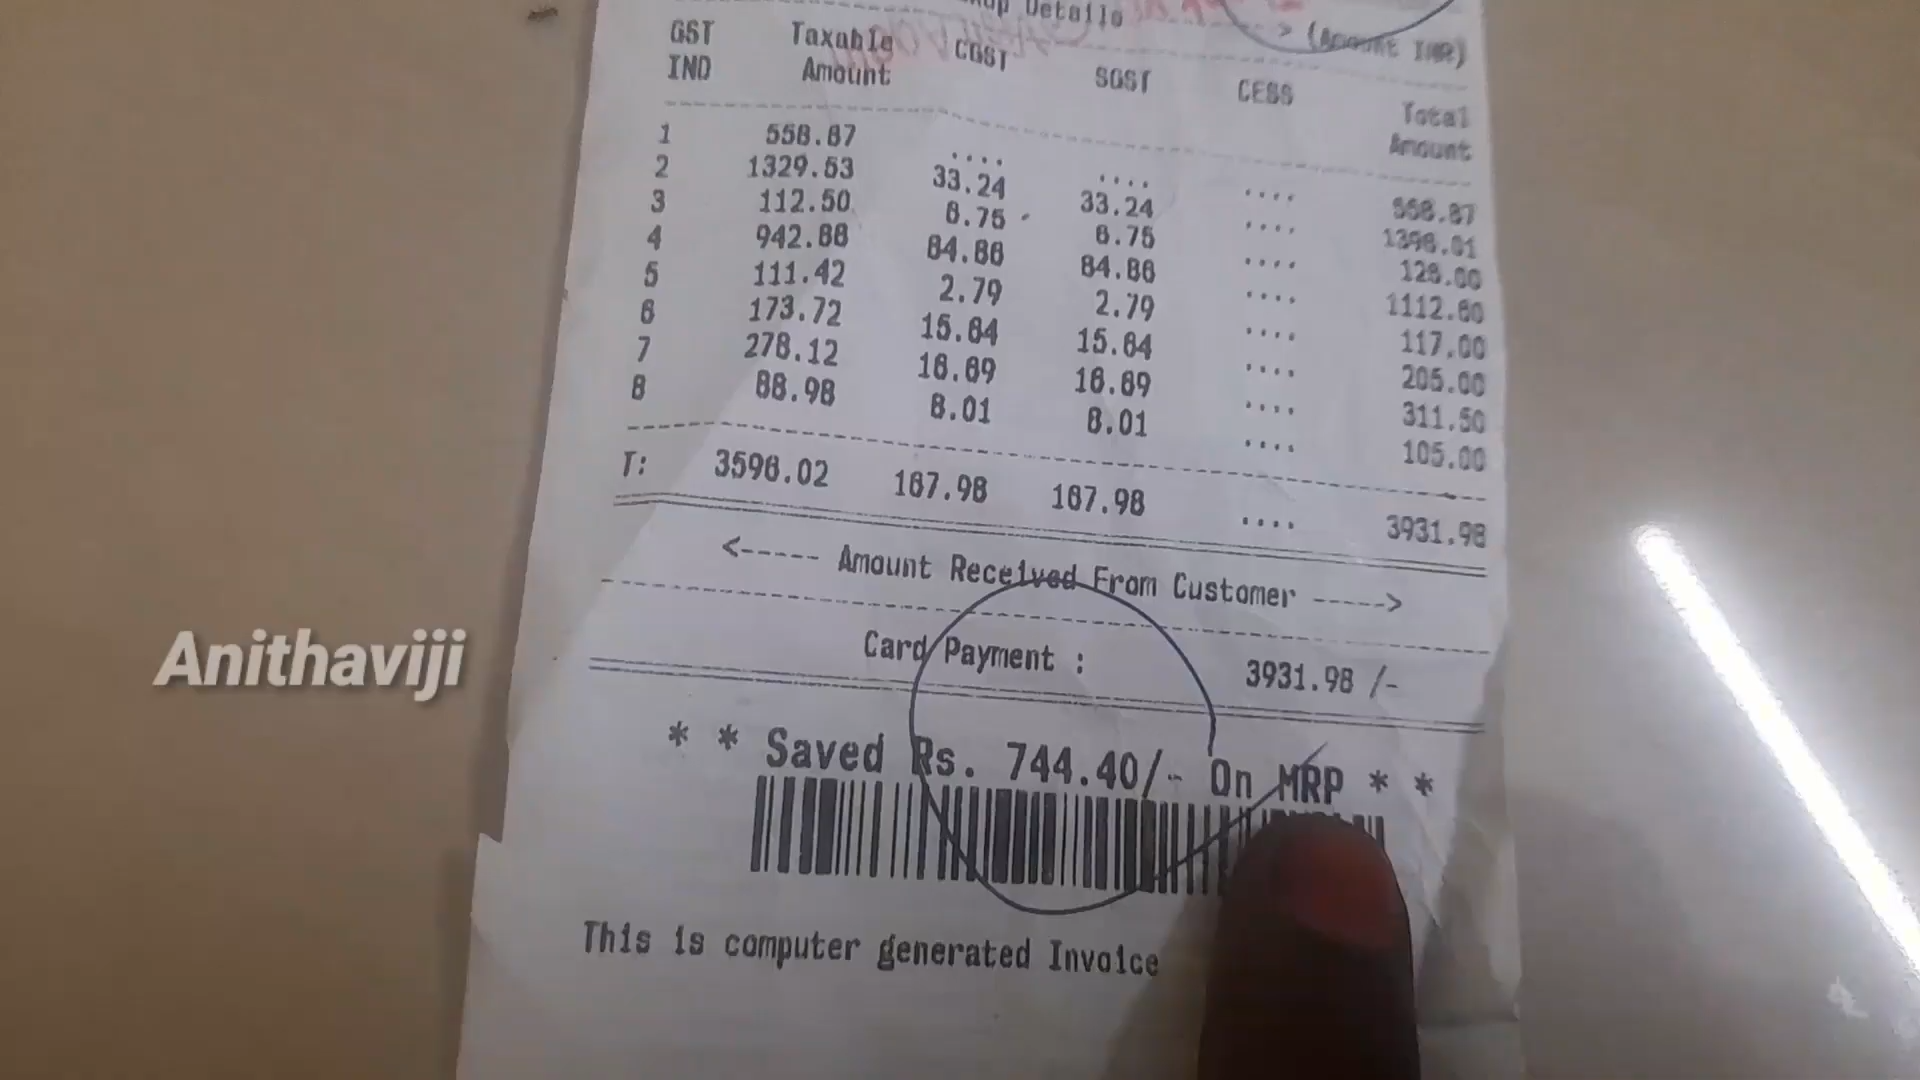 Details
> (Amount INR)
GST Taxable CGST SGST CESS Total
IND Amount Amount
1 558.87 .... .... .... 558.87
2 1329.53 33.24 33.24 .... 1396.01
3 112.50 6.75 6.75 .... 126.00
4 942.88 84.86 84.86 .... 1112.60
5 111.42 2.79 2.79 .... 117.00
6 173.72 15.64 15.64 .... 205.00
7 278.12 16.69 16.69 .... 311.50
8 88.98 8.01 8.01 .... 105.00
T: 3596.02 167.98 167.98 .... 3931.98
<----- Amount Received From Customer ----->
Card Payment : 3931.98 /-
* * Saved Rs. 744.40/- On MRP * *
This is computer generated Invoice
Anithaviji